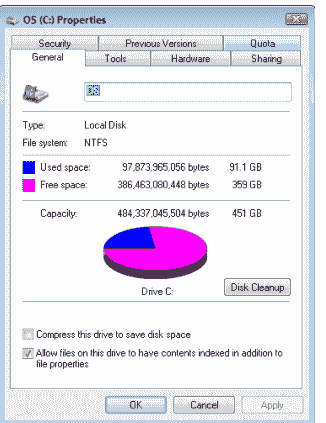 OS (C:) Properties
Security Previous Versions Quota
General Tools Hardware Sharing
OS
Type: Local Disk
File system: NTFS
Used space: 97,873,965,056 bytes 91.1 GB
Free space: 386,463,080,448 bytes 359 GB
Capacity: 484,337,045,504 bytes 451 GB
Drive C:
Disk Cleanup
Compress this drive to save disk space
Allow files on this drive to have contents indexed in addition to
file properties
OK Cancel Apply